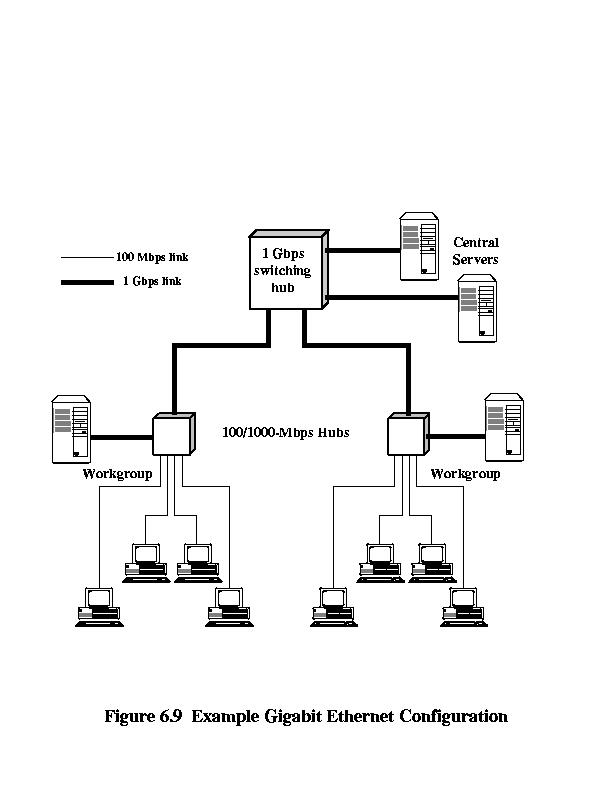 100 Mbps link
1 Gbps link
1 Gbps
switching
hub
Central
Servers
100/1000-Mbps Hubs
Workgroup
Workgroup
Figure 6.9 Example Gigabit Ethernet Configuration